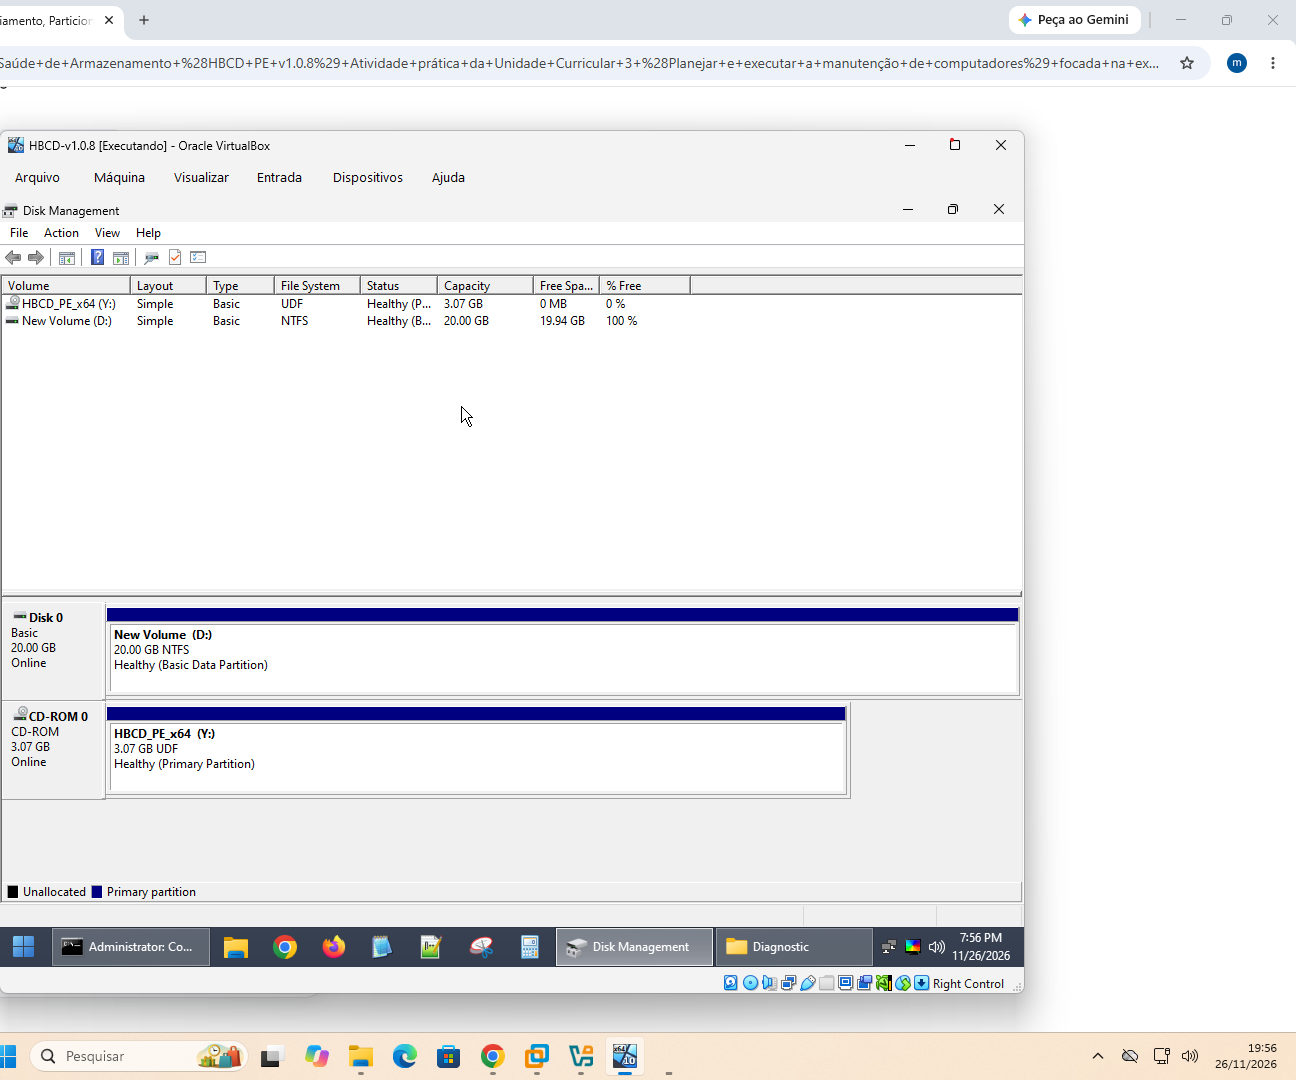 iamento, Particion
Peça ao Gemini
Saúde+de+Armazenamento+%28HBCD+PE+v1.0.8%29+Atividade+prática+da+Unidade+Curricular+3+%28Planejar+e+executar+a+manutenção+de+computadores%29+focada+na+ex...
m
HBCD-v1.0.8 [Executando] - Oracle VirtualBox
Arquivo Máquina Visualizar Entrada Dispositivos Ajuda
Disk Management
File Action View Help
Volume Layout Type File System Status Capacity Free Spa... % Free
HBCD_PE_x64 (Y:) Simple Basic UDF Healthy (P... 3.07 GB 0 MB 0 %
New Volume (D:) Simple Basic NTFS Healthy (B... 20.00 GB 19.94 GB 100 %
Disk 0
Basic
20.00 GB
Online
New Volume (D:)
20.00 GB NTFS
Healthy (Basic Data Partition)
CD-ROM 0
CD-ROM
3.07 GB
Online
HBCD_PE_x64 (Y:)
3.07 GB UDF
Healthy (Primary Partition)
Unallocated Primary partition
Administrator: Co...
Disk Management
Diagnostic
7:56 PM
11/26/2026
Right Control
Pesquisar
19:56
26/11/2026